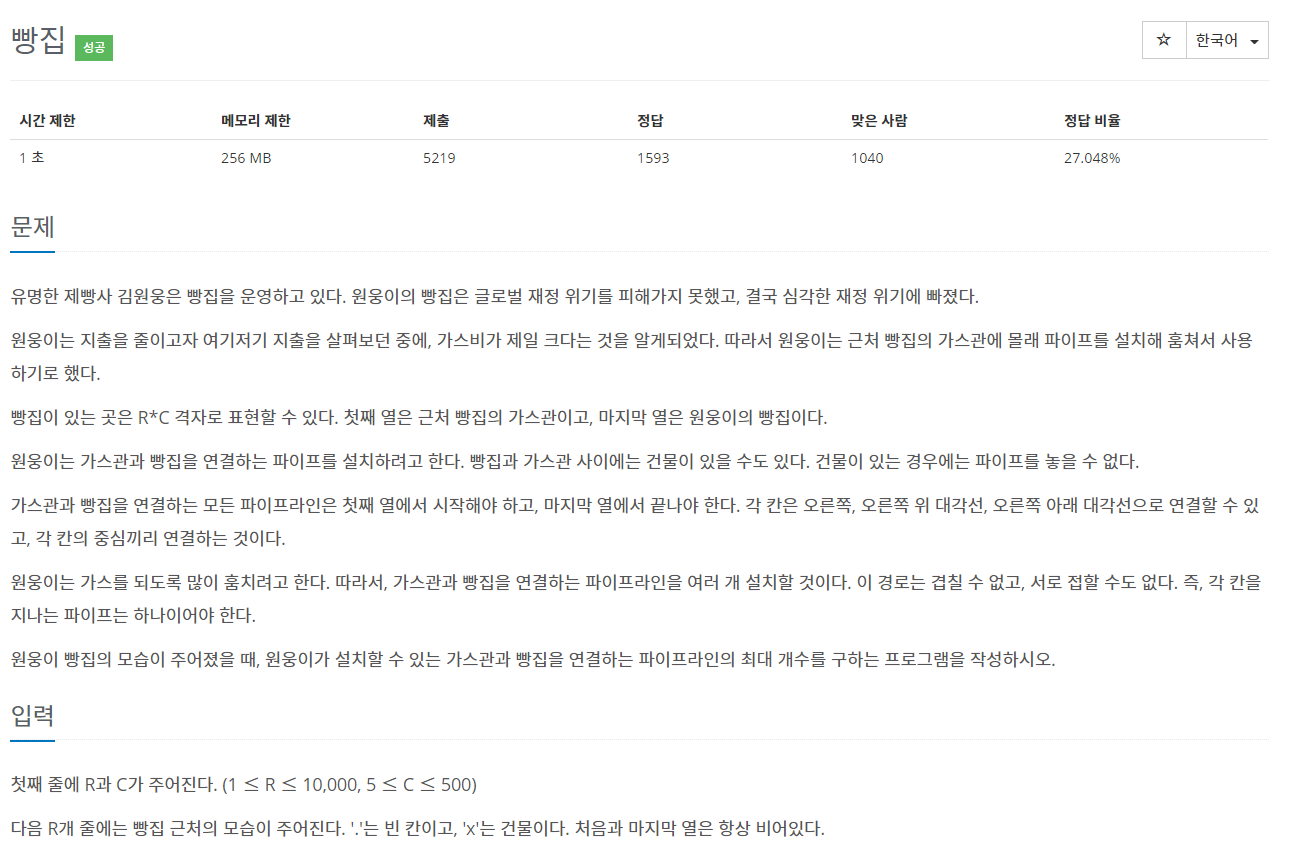 빵집 성공
☆ 한국어
시간 제한 메모리 제한 제출 정답 맞은 사람 정답 비율
1 초 256 MB 5219 1593 1040 27.048%
문제
유명한 제빵사 김원웅은 빵집을 운영하고 있다. 원웅이의 빵집은 글로벌 재정 위기를 피해가지 못했고, 결국 심각한 재정 위기에 빠졌다.
원웅이는 지출을 줄이고자 여기저기 지출을 살펴보던 중에, 가스비가 제일 크다는 것을 알게되었다. 따라서 원웅이는 근처 빵집의 가스관에 몰래 파이프를 설치해 훔쳐서 사용
하기로 했다.
빵집이 있는 곳은 R*C 격자로 표현할 수 있다. 첫째 열은 근처 빵집의 가스관이고, 마지막 열은 원웅이의 빵집이다.
원웅이는 가스관과 빵집을 연결하는 파이프를 설치하려고 한다. 빵집과 가스관 사이에는 건물이 있을 수도 있다. 건물이 있는 경우에는 파이프를 놓을 수 없다.
가스관과 빵집을 연결하는 모든 파이프라인은 첫째 열에서 시작해야 하고, 마지막 열에서 끝나야 한다. 각 칸은 오른쪽, 오른쪽 위 대각선, 오른쪽 아래 대각선으로 연결할 수 있
고, 각 칸의 중심끼리 연결하는 것이다.
원웅이는 가스를 되도록 많이 훔치려고 한다. 따라서, 가스관과 빵집을 연결하는 파이프라인을 여러 개 설치할 것이다. 이 경로는 겹칠 수 없고, 서로 접할 수도 없다. 즉, 각 칸을
지나는 파이프는 하나이어야 한다.
원웅이 빵집의 모습이 주어졌을 때, 원웅이가 설치할 수 있는 가스관과 빵집을 연결하는 파이프라인의 최대 개수를 구하는 프로그램을 작성하시오.
입력
첫째 줄에 R과 C가 주어진다. (1 ≤ R ≤ 10,000, 5 ≤ C ≤ 500)
다음 R개 줄에는 빵집 근처의 모습이 주어진다. '.'는 빈 칸이고, 'x'는 건물이다. 처음과 마지막 열은 항상 비어있다.